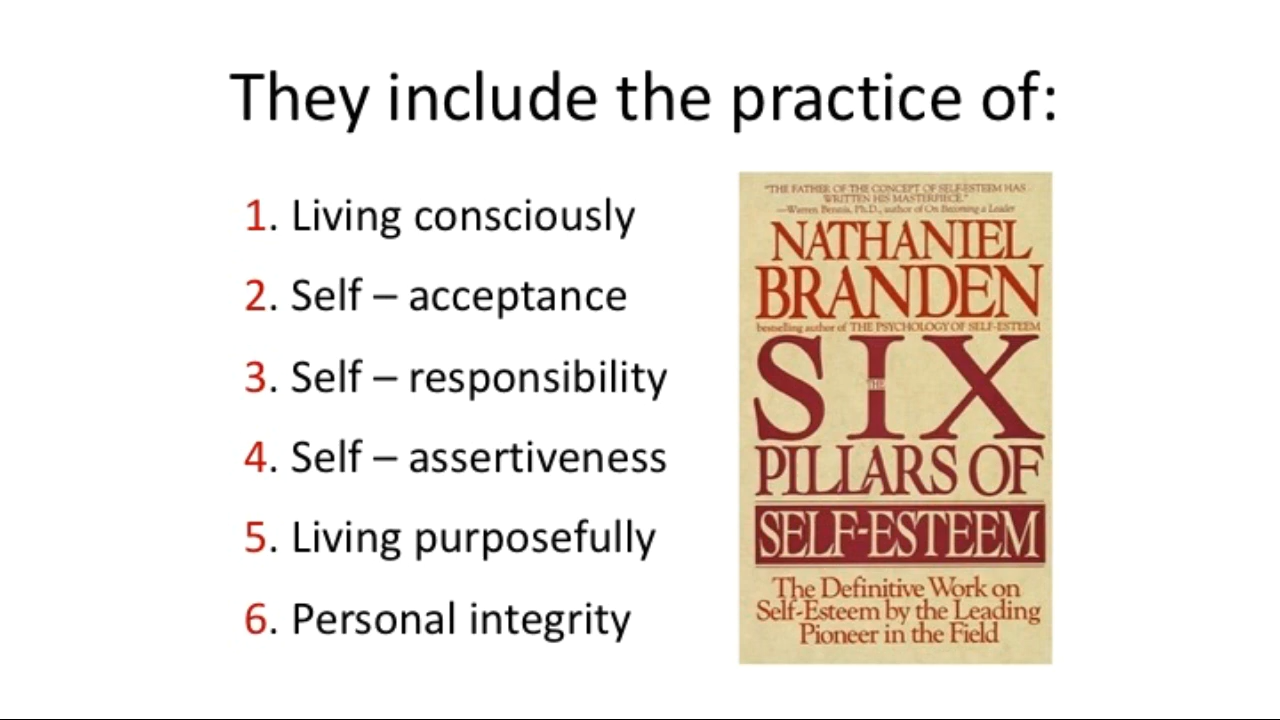 They include the practice of:
1. Living consciously
2. Self – acceptance
3. Self – responsibility
4. Self – assertiveness
5. Living purposefully
6. Personal integrity
"THE FATHER OF THE CONCEPT OF SELF-ESTEEM HAS
WRITTEN HIS MASTERPIECE."
—Warren Bennis, Ph.D., author of On Becoming a Leader
NATHANIEL
BRANDEN
bestselling author of THE PSYCHOLOGY OF SELF-ESTEEM
THE
SIX
PILLARS OF
SELF-ESTEEM
The Definitive Work on
Self-Esteem by the Leading
Pioneer in the Field